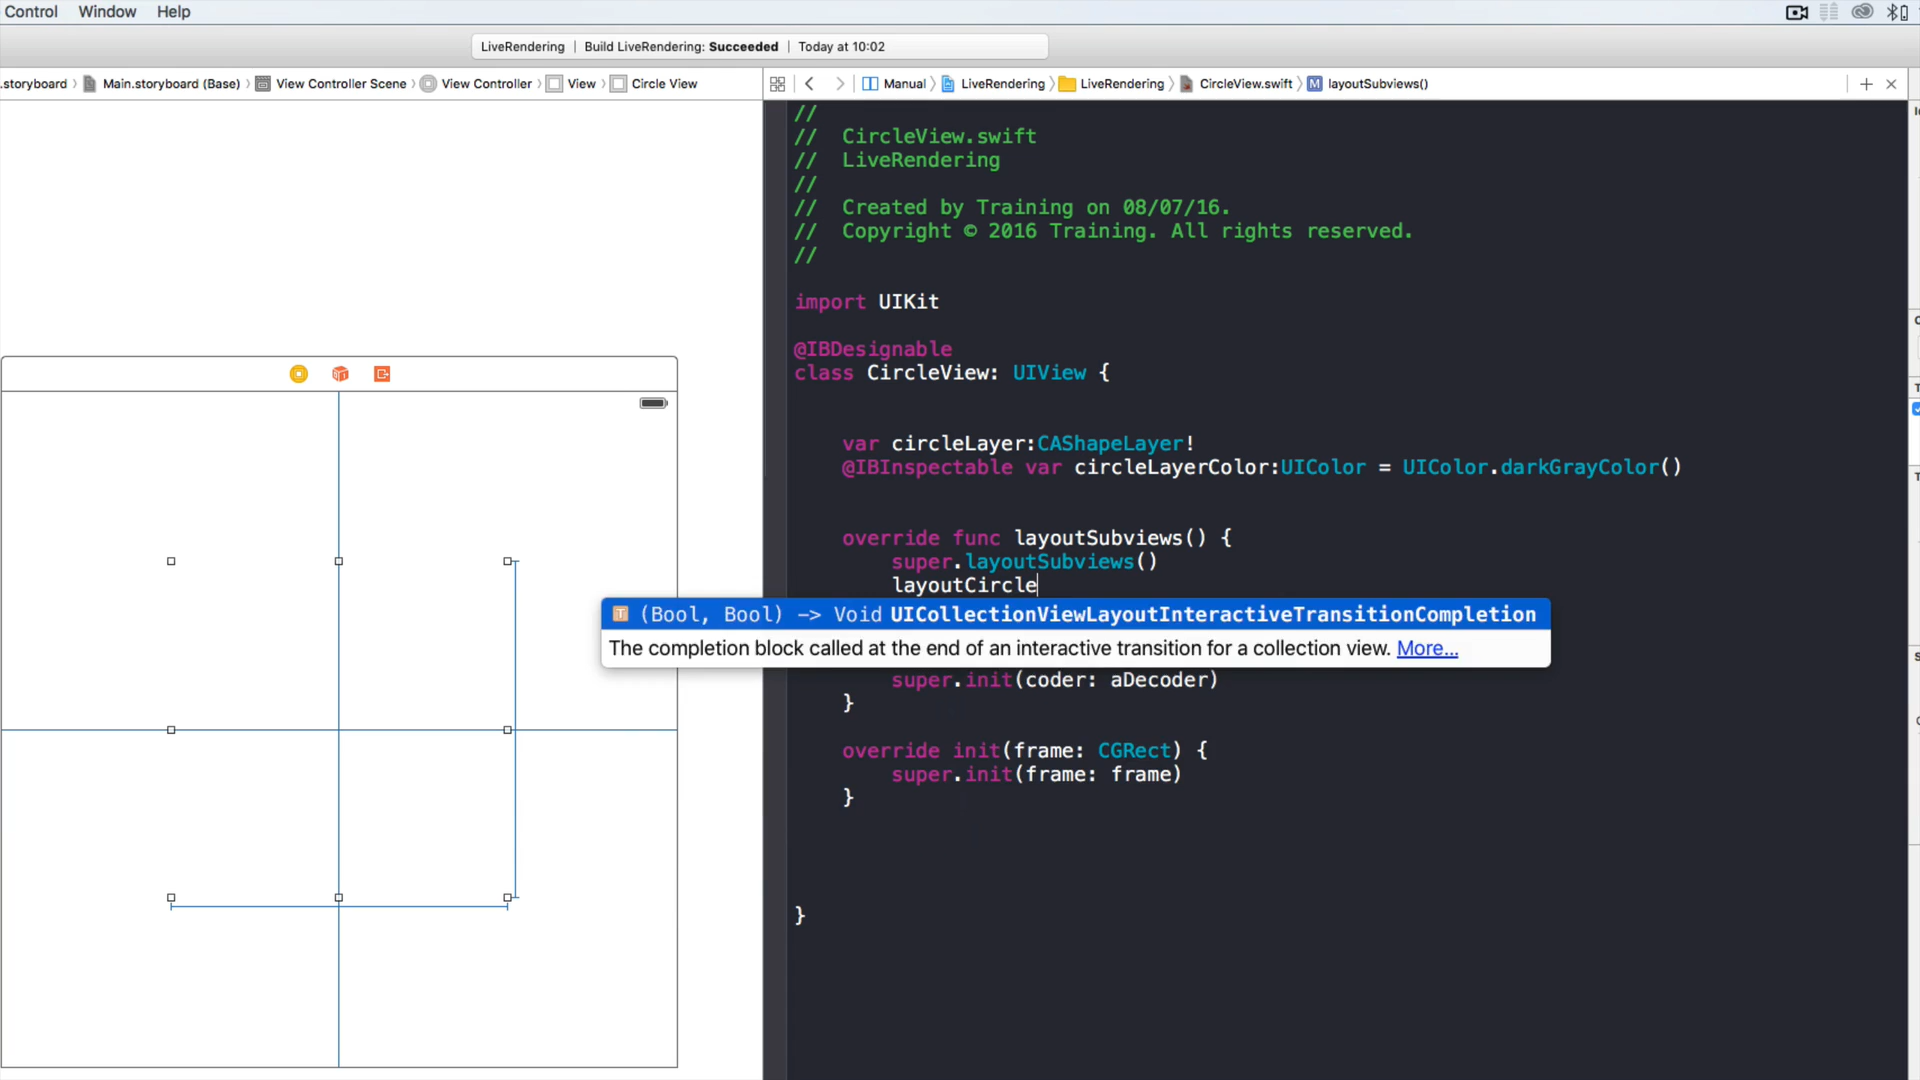 Control Window Help
LiveRendering | Build LiveRendering: Succeeded | Today at 10:02
.storyboard Main.storyboard (Base) View Controller Scene View Controller View Circle View
Manual LiveRendering LiveRendering CircleView.swift M layoutSubviews()
//
// CircleView.swift
// LiveRendering
//
// Created by Training on 08/07/16.
// Copyright © 2016 Training. All rights reserved.
//
import UIKit
@IBDesignable
class CircleView: UIView {
var circleLayer:CAShapeLayer!
@IBInspectable var circleLayerColor:UIColor = UIColor.darkGrayColor()
override func layoutSubviews() {
super.layoutSubviews()
layoutCircle
T (Bool, Bool) -> Void UICollectionViewLayoutInteractiveTransitionCompletion
The completion block called at the end of an interactive transition for a collection view. More...
super.init(coder: aDecoder)
}
override init(frame: CGRect) {
super.init(frame: frame)
}
}